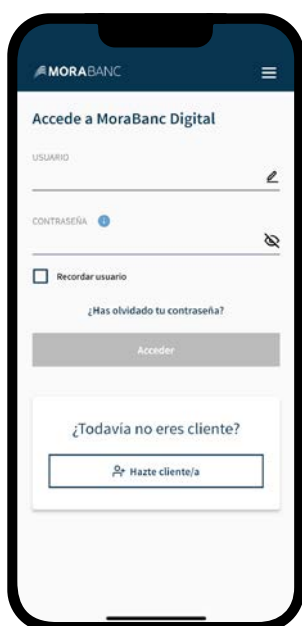 MORABANC
Accede a MoraBanc Digital
USUARIO
CONTRASEÑA
Recordar usuario
¿Has olvidado tu contraseña?
Acceder
¿Todavía no eres cliente?
Hazte cliente/a